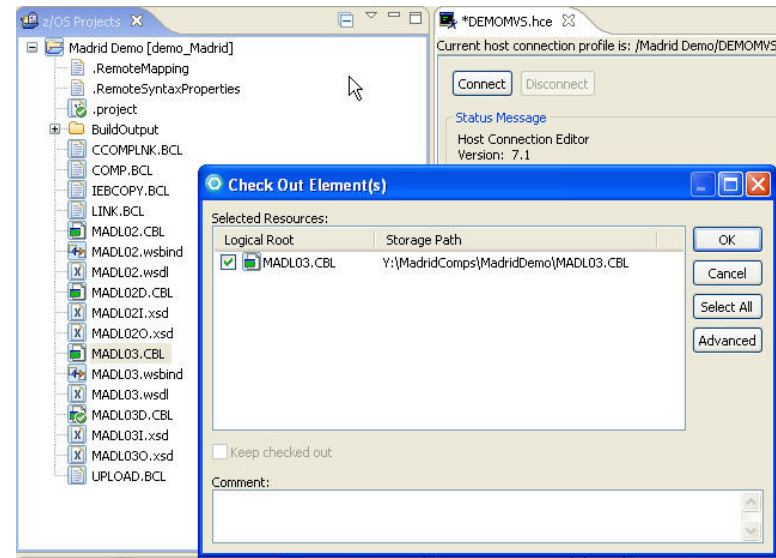 z/OS Projects
Madrid Demo [demo_Madrid]
.RemoteMapping
.RemoteSyntaxProperties
.project
BuildOutput
CCOMPLNK.BCL
COMP.BCL
IEBCOPY.BCL
LINK.BCL
MADL02.CBL
MADL02.wsbind
MADL02.wsdl
MADL02D.CBL
MADL02I.xsd
MADL02O.xsd
MADL03.CBL
MADL03.wsbind
MADL03.wsdl
MADL03D.CBL
MADL03I.xsd
MADL03O.xsd
UPLOAD.BCL
*DEMOMVS.hce
Current host connection profile is: /Madrid Demo/DEMOMVS
Connect Disconnect
Status Message
Host Connection Editor
Version: 7.1
Check Out Element(s)
Selected Resources:
Logical Root Storage Path
MADL03.CBL Y:\MadridComps\MadridDemo\MADL03.CBL
OK
Cancel
Select All
Advanced
Keep checked out
Comment: